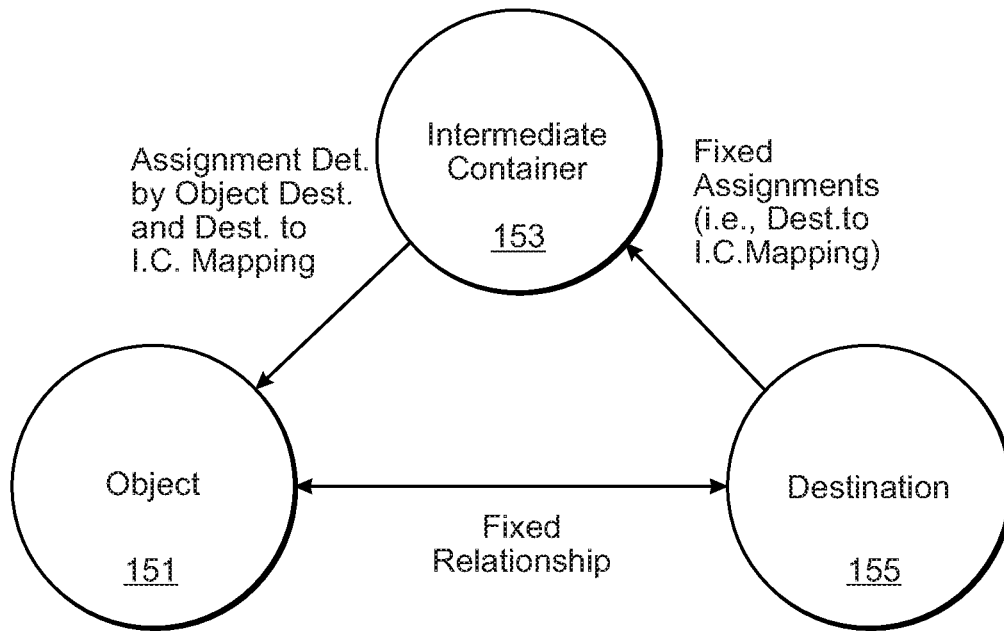 Intermediate
Container
153
Assignment Det.
by Object Dest.
and Dest. to
I.C. Mapping
Fixed
Assignments
(i.e., Dest.to
I.C.Mapping)
Object
151
Fixed
Relationship
Destination
155